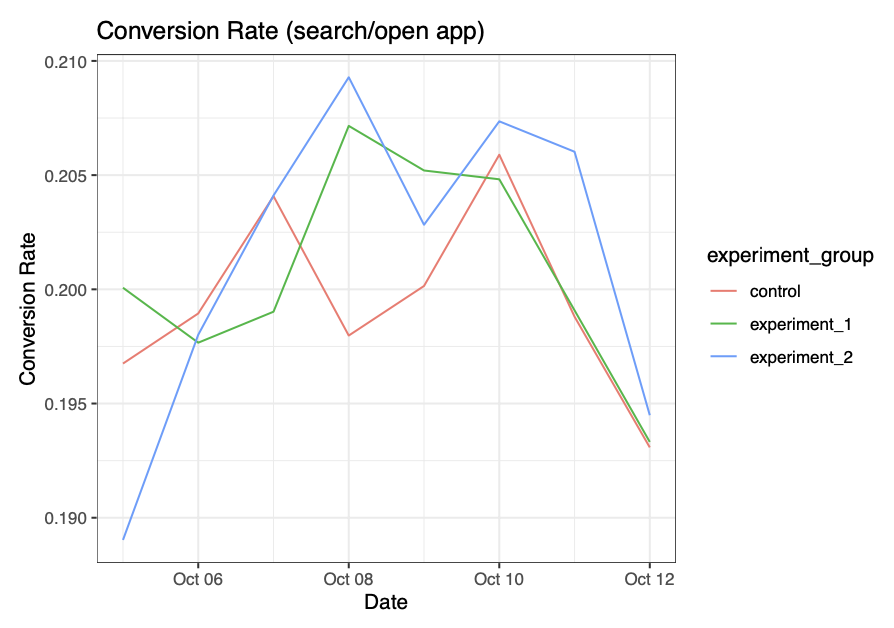 Conversion Rate (search/open app)
0.210
0.205
0.200
0.195
0.190
Conversion Rate
Oct 06
Oct 08
Oct 10
Oct 12
Date
experiment_group
control
experiment_1
experiment_2